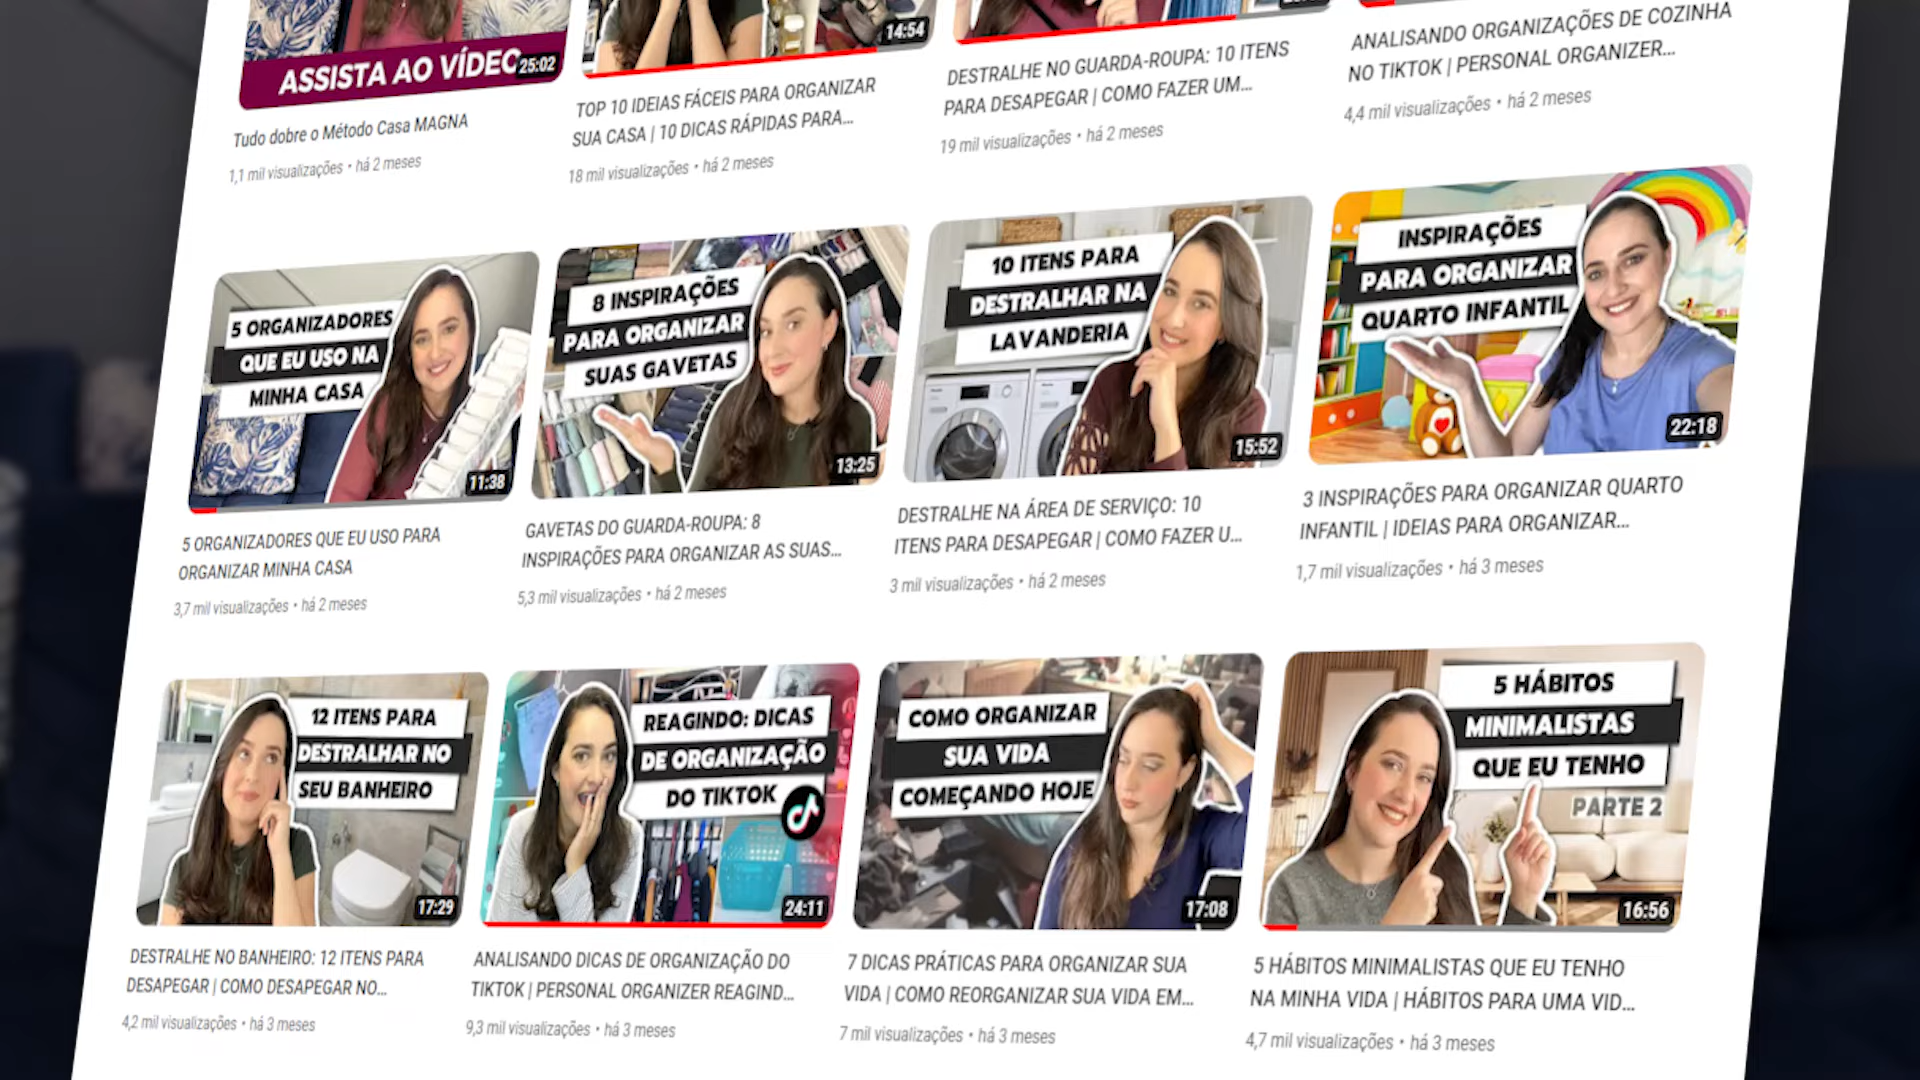 ASSISTA AO VÍDEO
25:02
Tudo dobre o Método Casa MAGNA
1,1 mil visualizações • há 2 meses
14:54
TOP 10 IDEIAS FÁCEIS PARA ORGANIZAR
SUA CASA | 10 DICAS RÁPIDAS PARA...
18 mil visualizações • há 2 meses
DESTRALHE NO GUARDA-ROUPA: 10 ITENS
PARA DESAPEGAR | COMO FAZER UM...
19 mil visualizações • há 2 meses
ANALISANDO ORGANIZAÇÕES DE COZINHA
NO TIKTOK | PERSONAL ORGANIZER...
4,4 mil visualizações • há 2 meses
5 ORGANIZADORES
QUE EU USO NA
MINHA CASA
11:38
5 ORGANIZADORES QUE EU USO PARA
ORGANIZAR MINHA CASA
3,7 mil visualizações • há 2 meses
8 INSPIRAÇÕES
PARA ORGANIZAR
SUAS GAVETAS
13:25
GAVETAS DO GUARDA-ROUPA: 8
INSPIRAÇÕES PARA ORGANIZAR AS SUAS...
5,3 mil visualizações • há 2 meses
10 ITENS PARA
DESTRALHAR NA
LAVANDERIA
15:52
DESTRALHE NA ÁREA DE SERVIÇO: 10
ITENS PARA DESAPEGAR | COMO FAZER U...
3 mil visualizações • há 2 meses
INSPIRAÇÕES
PARA ORGANIZAR
QUARTO INFANTIL
22:18
3 INSPIRAÇÕES PARA ORGANIZAR QUARTO
INFANTIL | IDEIAS PARA ORGANIZAR...
1,7 mil visualizações • há 3 meses
12 ITENS PARA
DESTRALHAR NO
SEU BANHEIRO
17:29
DESTRALHE NO BANHEIRO: 12 ITENS PARA
DESAPEGAR | COMO DESAPEGAR NO...
4,2 mil visualizações • há 3 meses
REAGINDO: DICAS
DE ORGANIZAÇÃO
DO TIKTOK
24:11
ANALISANDO DICAS DE ORGANIZAÇÃO DO
TIKTOK | PERSONAL ORGANIZER REAGIND...
9,3 mil visualizações • há 3 meses
COMO ORGANIZAR
SUA VIDA
COMEÇANDO HOJE
17:08
7 DICAS PRÁTICAS PARA ORGANIZAR SUA
VIDA | COMO REORGANIZAR SUA VIDA EM...
7 mil visualizações • há 3 meses
5 HÁBITOS
MINIMALISTAS
QUE EU TENHO
PARTE 2
16:56
5 HÁBITOS MINIMALISTAS QUE EU TENHO
NA MINHA VIDA | HÁBITOS PARA UMA VID...
4,7 mil visualizações • há 3 meses